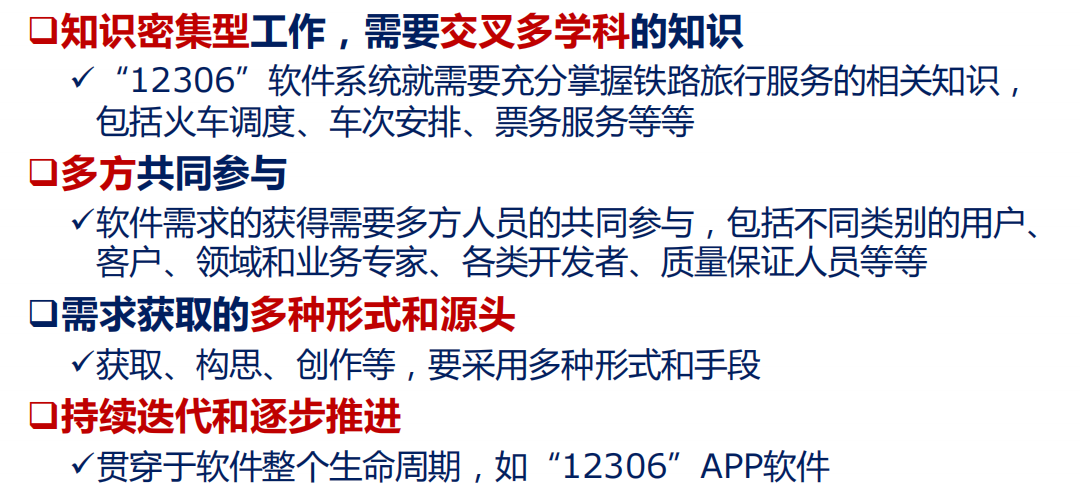 ❑知识密集型工作，需要交叉多学科的知识
✓“12306”软件系统就需要充分掌握铁路旅行服务的相关知识，
包括火车调度、车次安排、票务服务等等
❑多方共同参与
✓软件需求的获得需要多方人员的共同参与，包括不同类别的用户、
客户、领域和业务专家、各类开发者、质量保证人员等等
❑需求获取的多种形式和源头
✓获取、构思、创作等，要采用多种形式和手段
❑持续迭代和逐步推进
✓贯穿于软件整个生命周期，如“12306”APP软件